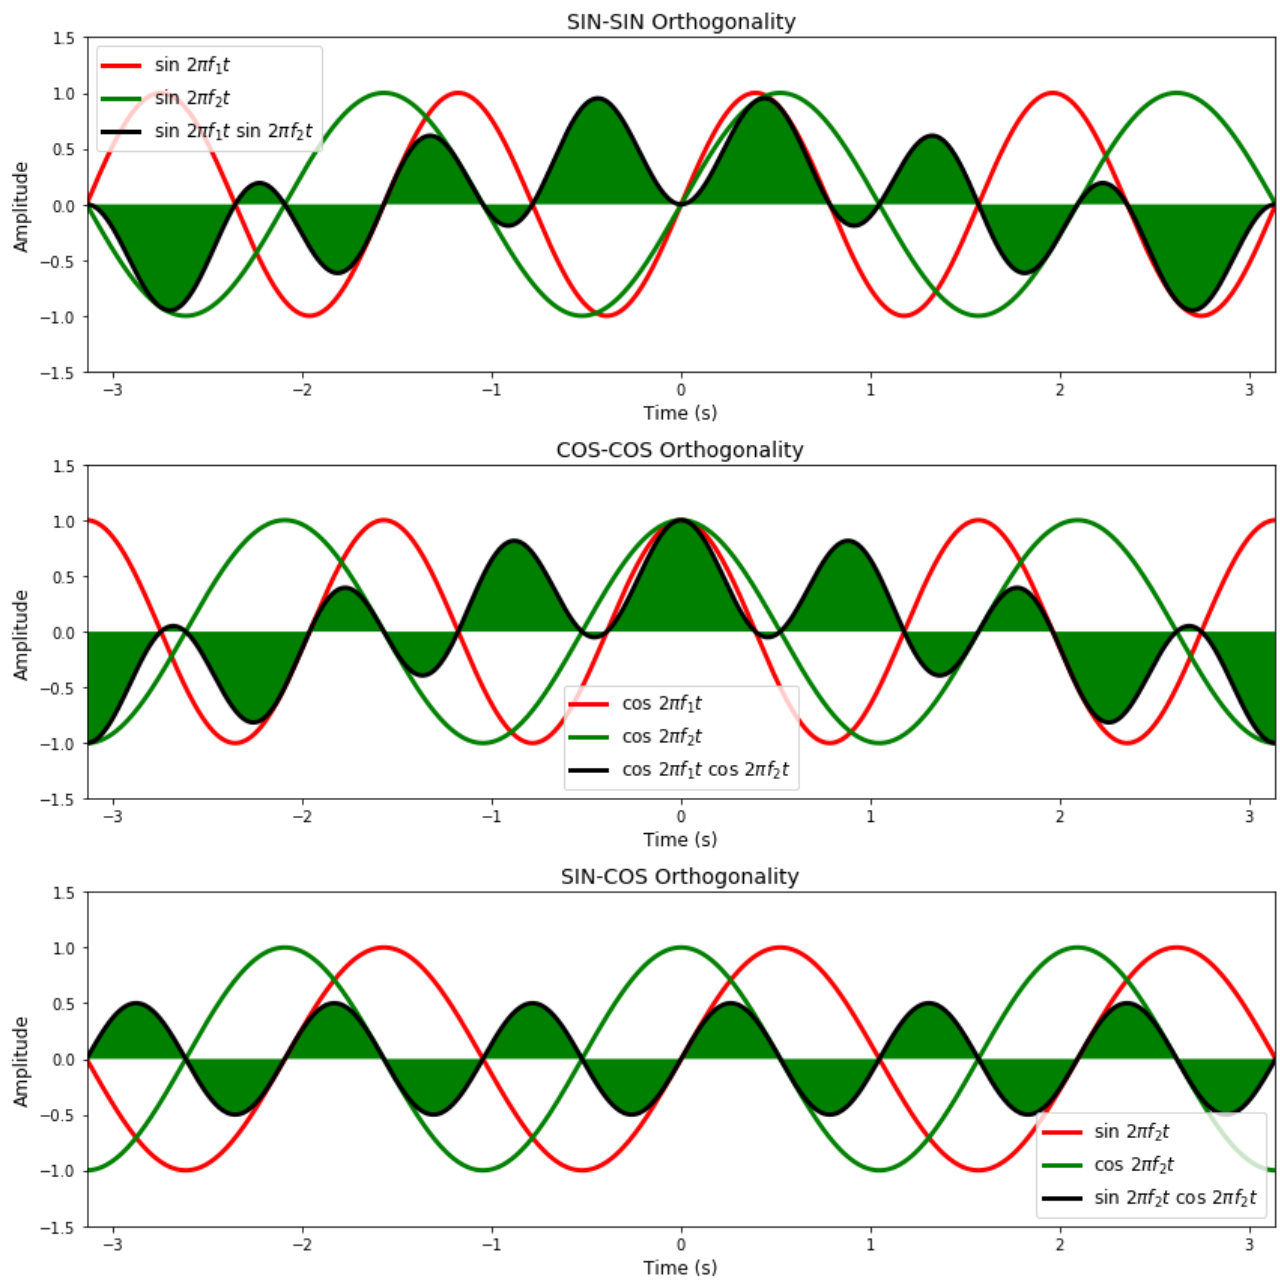 SIN-SIN Orthogonality
1.5
1.0
0.5
0.0
−0.5
−1.0
−1.5
Amplitude
sin 2πf₁t
sin 2πf₂t
sin 2πf₁t sin 2πf₂t
−3 −2 −1 0 1 2 3
Time (s)
COS-COS Orthogonality
1.5
1.0
0.5
0.0
−0.5
−1.0
−1.5
Amplitude
cos 2πf₁t
cos 2πf₂t
cos 2πf₁t cos 2πf₂t
−3 −2 −1 0 1 2 3
Time (s)
SIN-COS Orthogonality
1.5
1.0
0.5
0.0
−0.5
−1.0
−1.5
Amplitude
sin 2πf₂t
cos 2πf₂t
sin 2πf₂t cos 2πf₂t
−3 −2 −1 0 1 2 3
Time (s)